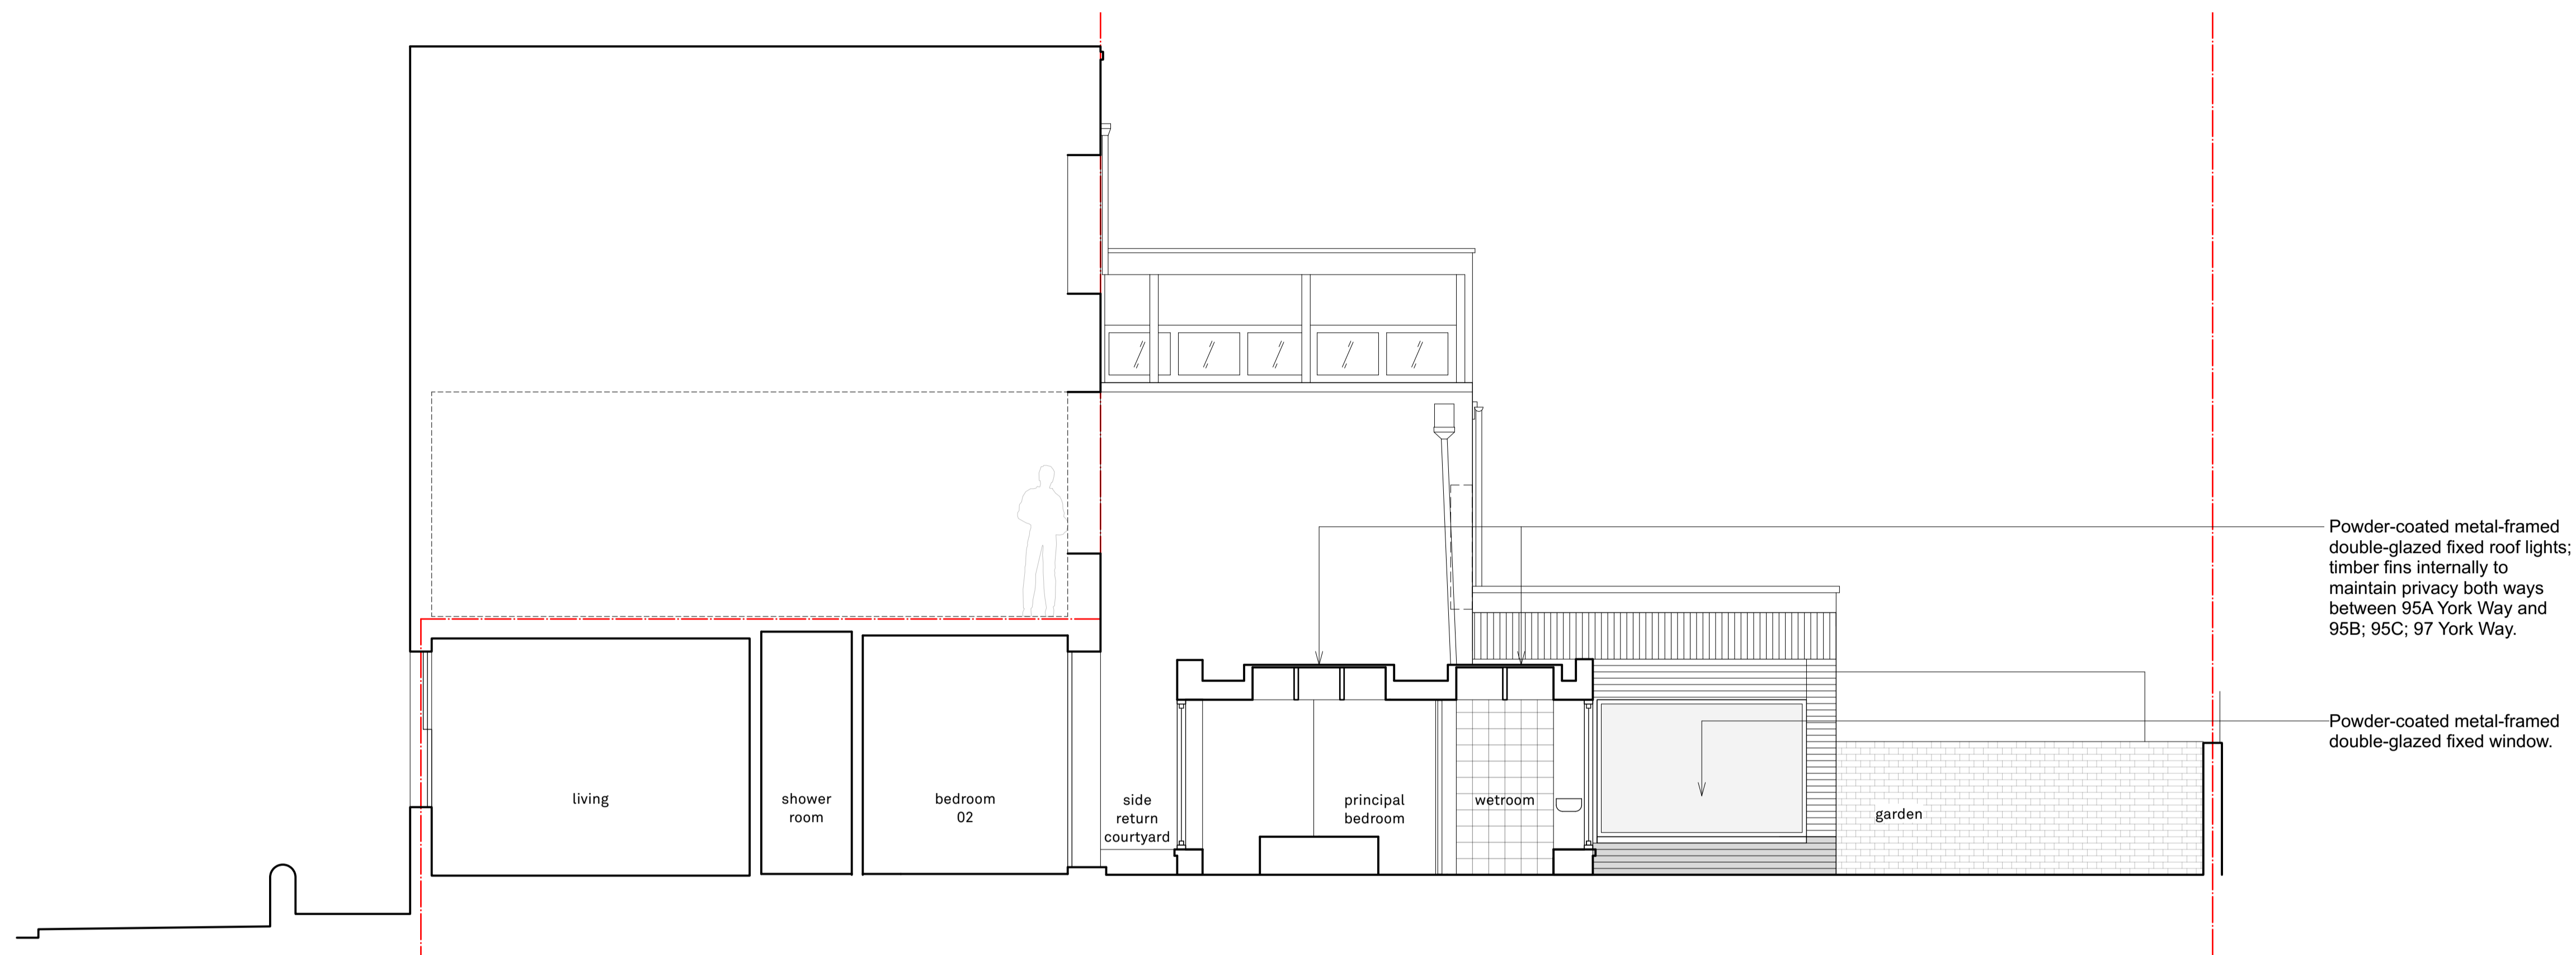 Powder-coated metal-framed
double-glazed fixed roof lights;
timber fins internally to
maintain privacy both ways
between 95A York Way and
95B; 95C; 97 York Way.
Powder-coated metal-framed
double-glazed fixed window.
living
shower
room
bedroom
02
side
return
courtyard
principal
bedroom
wetroom
garden